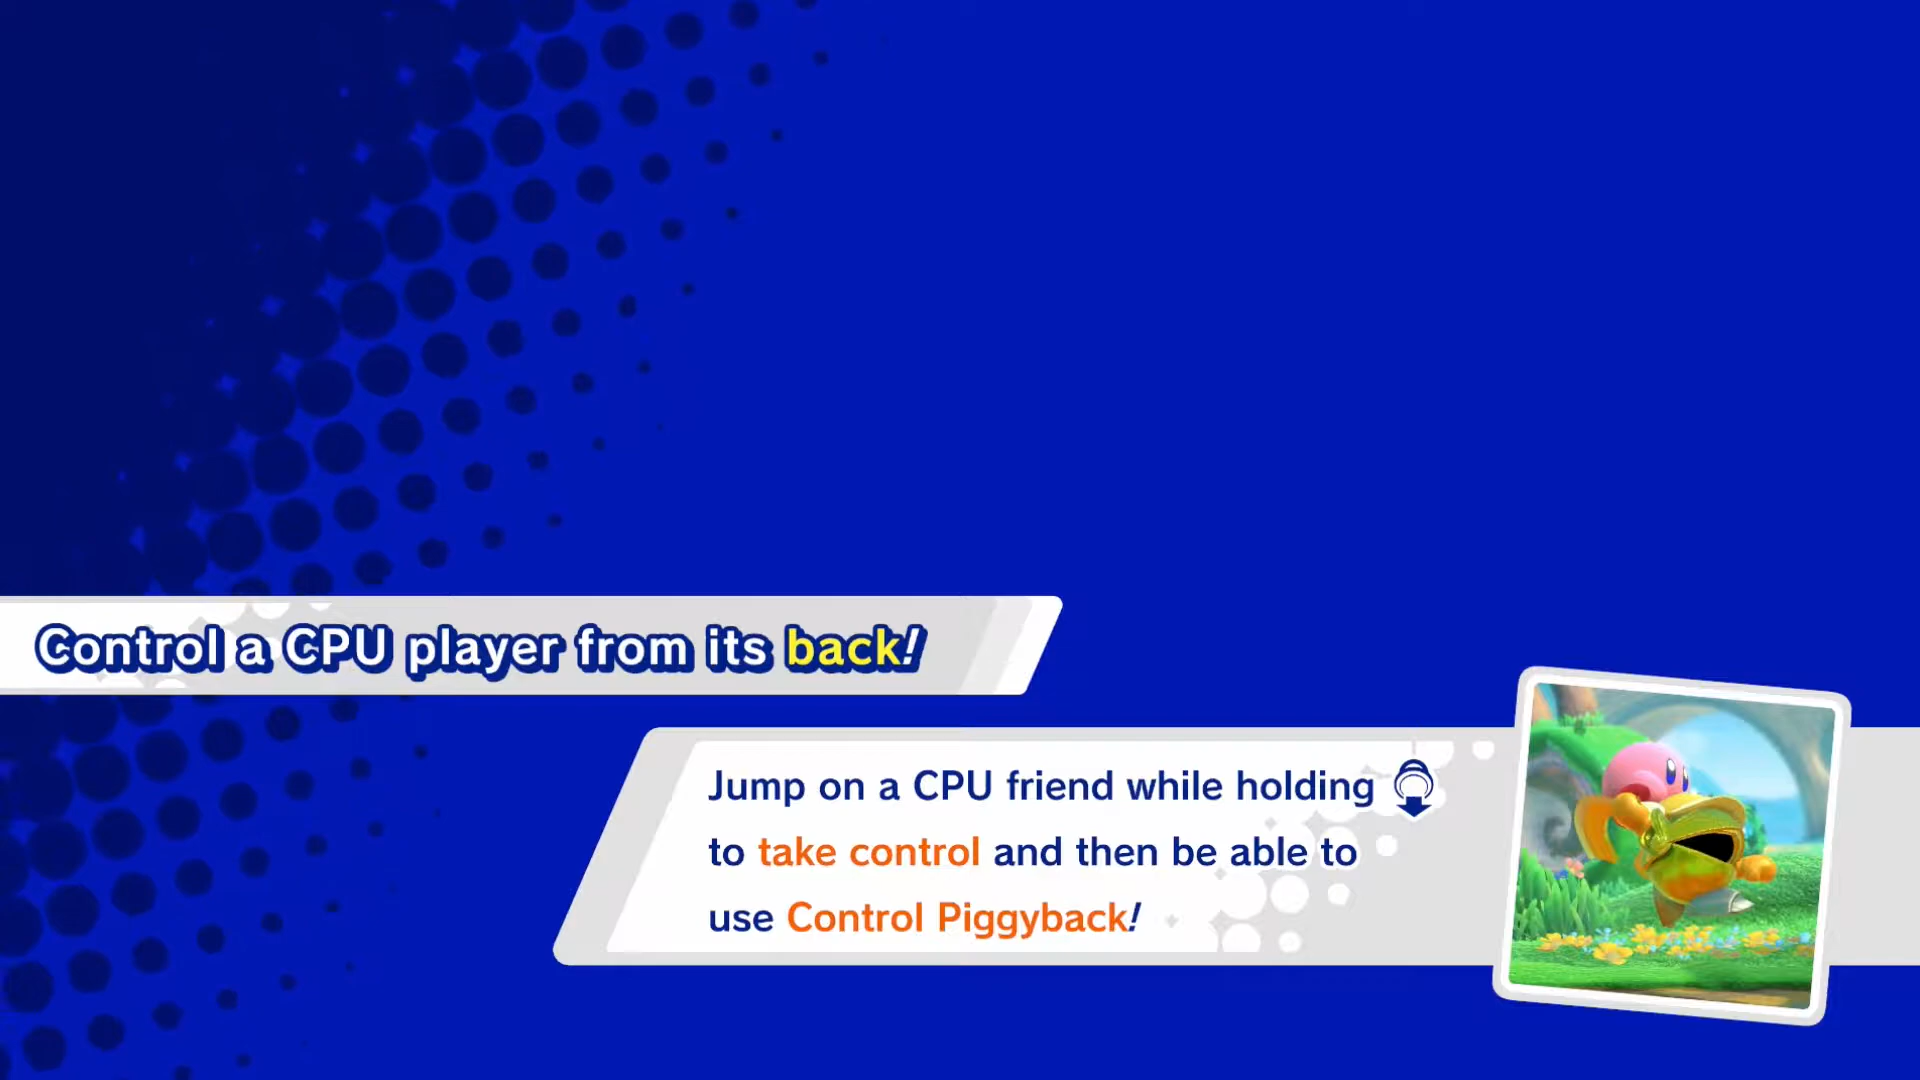 Control a CPU player from its back!
Jump on a CPU friend while holding
to take control and then be able to
use Control Piggyback!